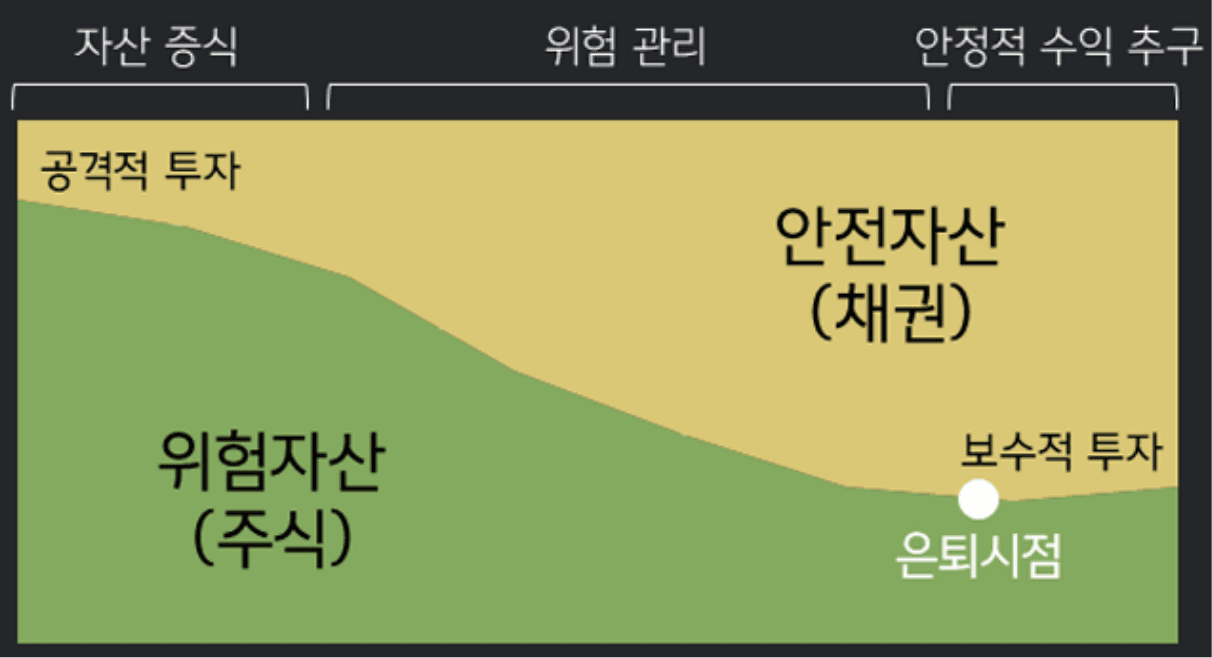 자산 증식
위험 관리
안정적 수익 추구
공격적 투자
안전자산
(채권)
위험자산
(주식)
보수적 투자
은퇴시점